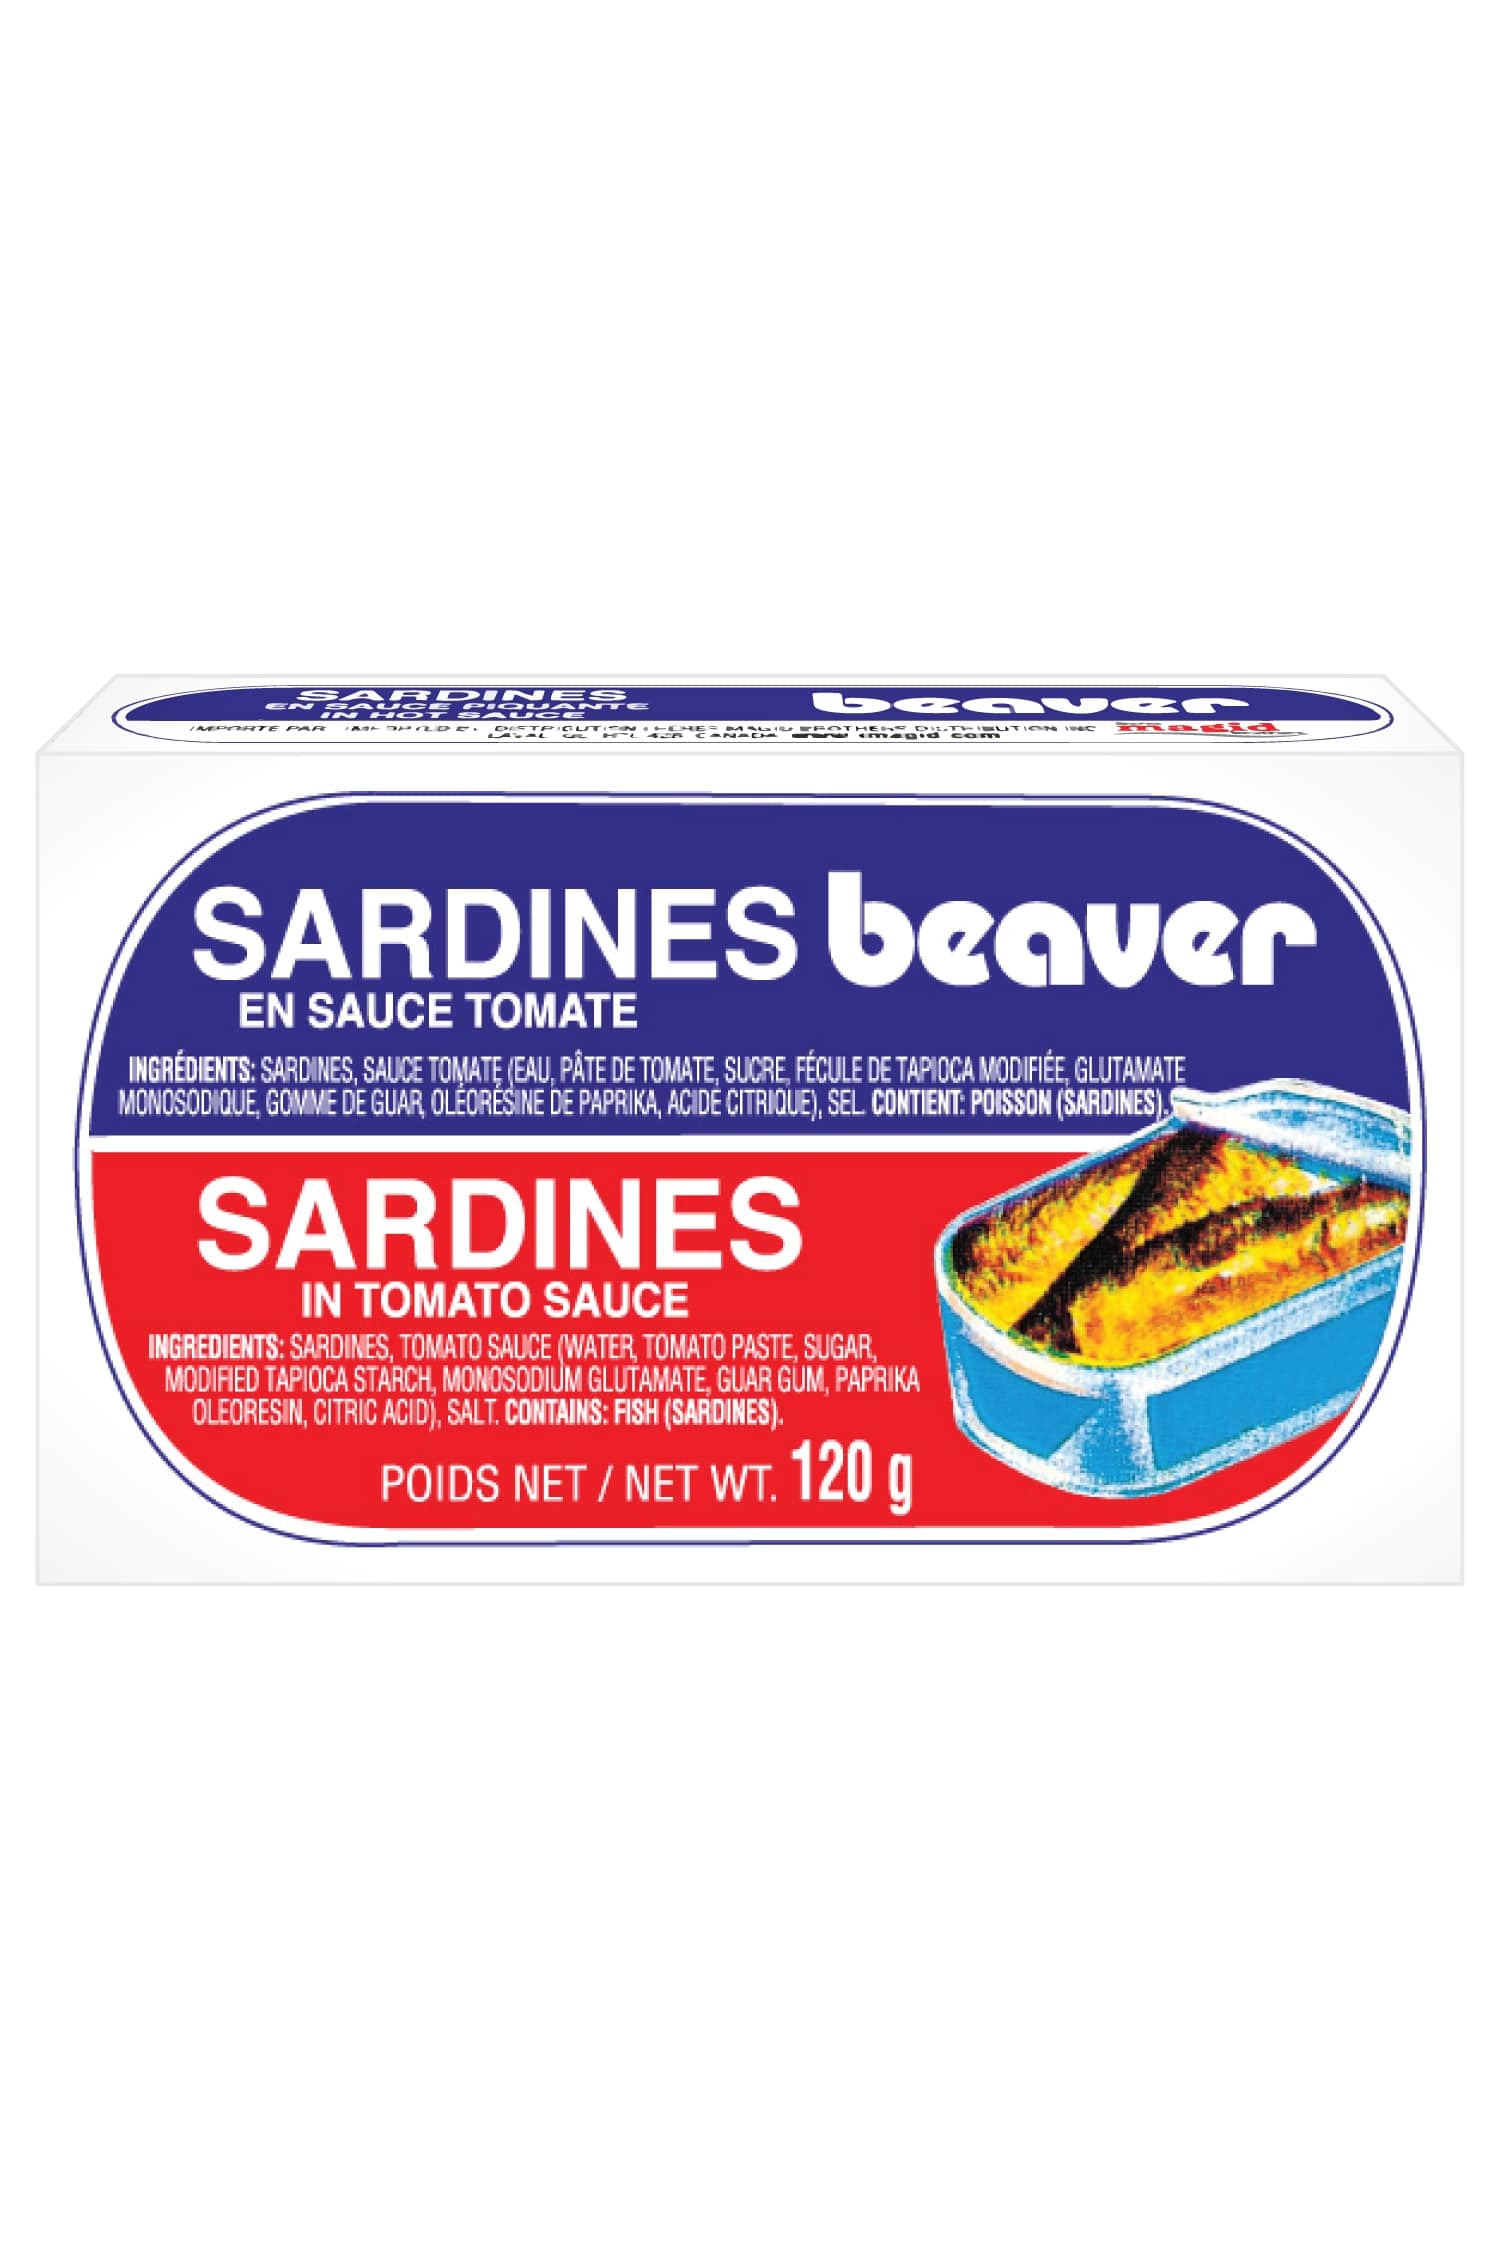 SARDINES
EN SAUCE PIQUANTE
IN HOT SAUCE
beaver
IMPORTÉ PAR
CANADA
magid
SARDINES beaver
EN SAUCE TOMATE
INGRÉDIENTS: SARDINES, SAUCE TOMATE (EAU, PÂTE DE TOMATE, SUCRE, FÉCULE DE TAPIOCA MODIFIÉE, GLUTAMATE
MONOSODIQUE, GOMME DE GUAR, OLÉORÉSINE DE PAPRIKA, ACIDE CITRIQUE), SEL. CONTIENT: POISSON (SARDINES).
SARDINES
IN TOMATO SAUCE
INGREDIENTS: SARDINES, TOMATO SAUCE (WATER, TOMATO PASTE, SUGAR,
MODIFIED TAPIOCA STARCH, MONOSODIUM GLUTAMATE, GUAR GUM, PAPRIKA
OLEORESIN, CITRIC ACID), SALT. CONTAINS: FISH (SARDINES).
POIDS NET / NET WT. 120 g